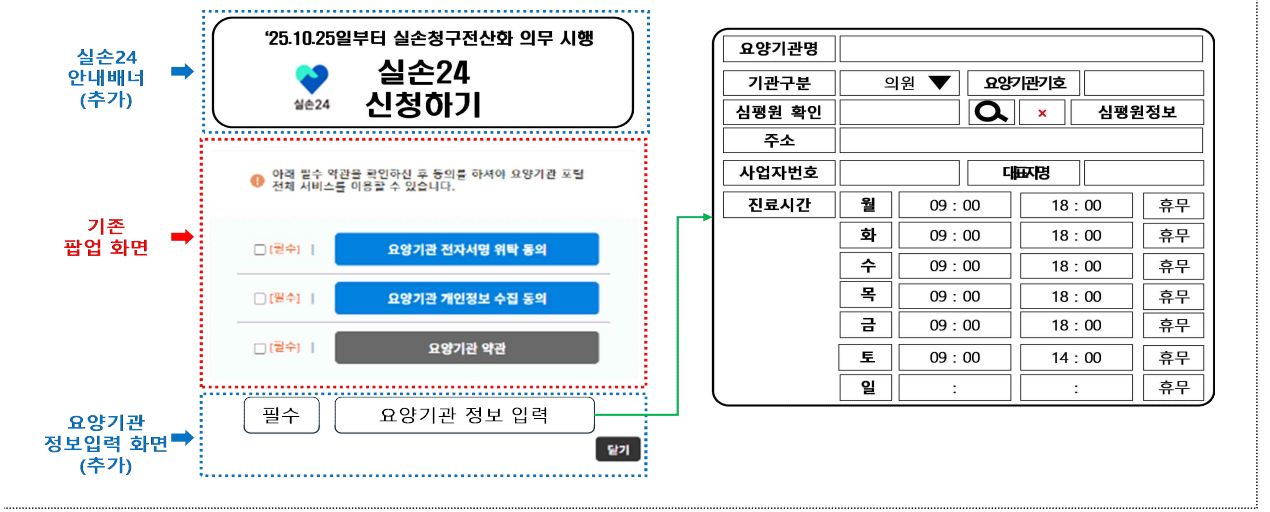 실손24
안내배너
(추가)
'25.10.25일부터 실손청구전산화 의무 시행
실손24
실손24
신청하기
기존
팝업 화면
아래 필수 약관을 확인하신 후 동의를 하셔야 요양기관 포털
전체 서비스를 이용할 수 있습니다.
[필수] | 요양기관 전자서명 위탁 동의
[필수] | 요양기관 개인정보 수집 동의
[필수] | 요양기관 약관
요양기관
정보입력 화면
(추가)
필수 요양기관 정보 입력
닫기
요양기관명
기관구분 의원 ▼ 요양기관기호
심평원 확인 × 심평원정보
주소
사업자번호 대표자명
진료시간 월 09 : 00 18 : 00 휴무
화 09 : 00 18 : 00 휴무
수 09 : 00 18 : 00 휴무
목 09 : 00 18 : 00 휴무
금 09 : 00 18 : 00 휴무
토 09 : 00 14 : 00 휴무
일 : : 휴무